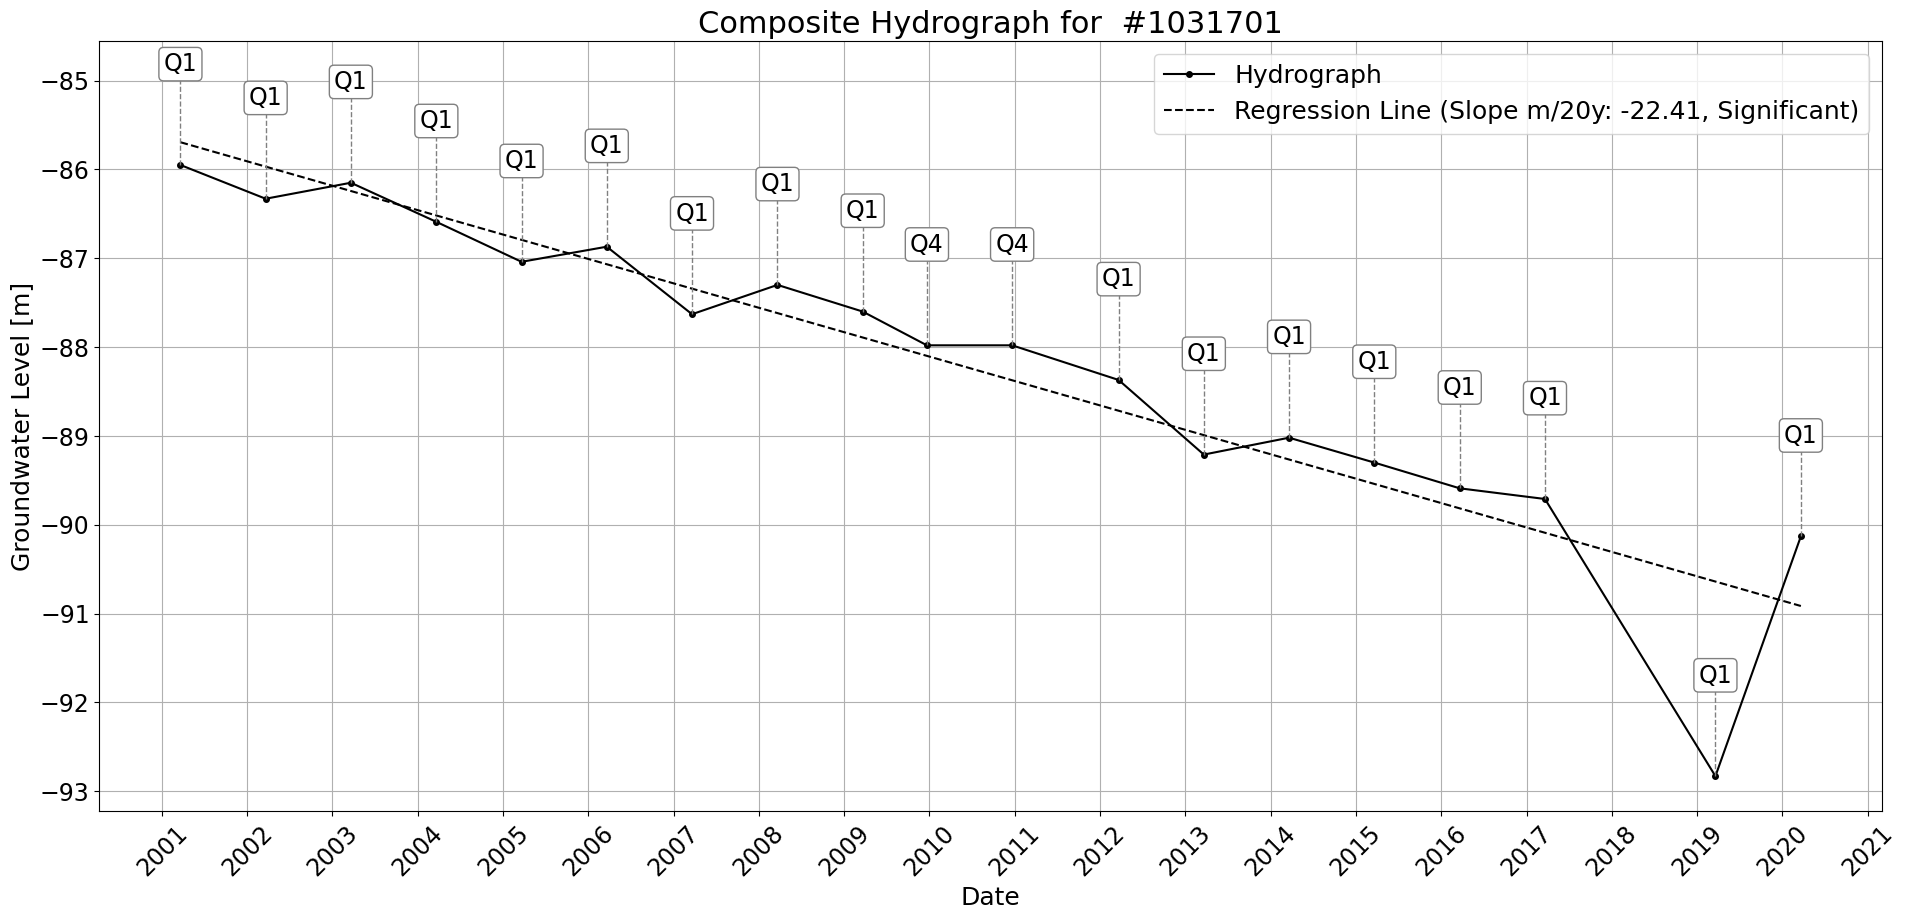 Composite Hydrograph for  #1031701
Hydrograph
Regression Line (Slope m/20y: -22.41, Significant)
Q1
Q1
Q1
Q1
Q1
Q1
Q1
Q1
Q1
Q4
Q4
Q1
Q1
Q1
Q1
Q1
Q1
Q1
Q1
Groundwater Level [m]
−85
−86
−87
−88
−89
−90
−91
−92
−93
2001
2002
2003
2004
2005
2006
2007
2008
2009
2010
2011
2012
2013
2014
2015
2016
2017
2018
2019
2020
2021
Date